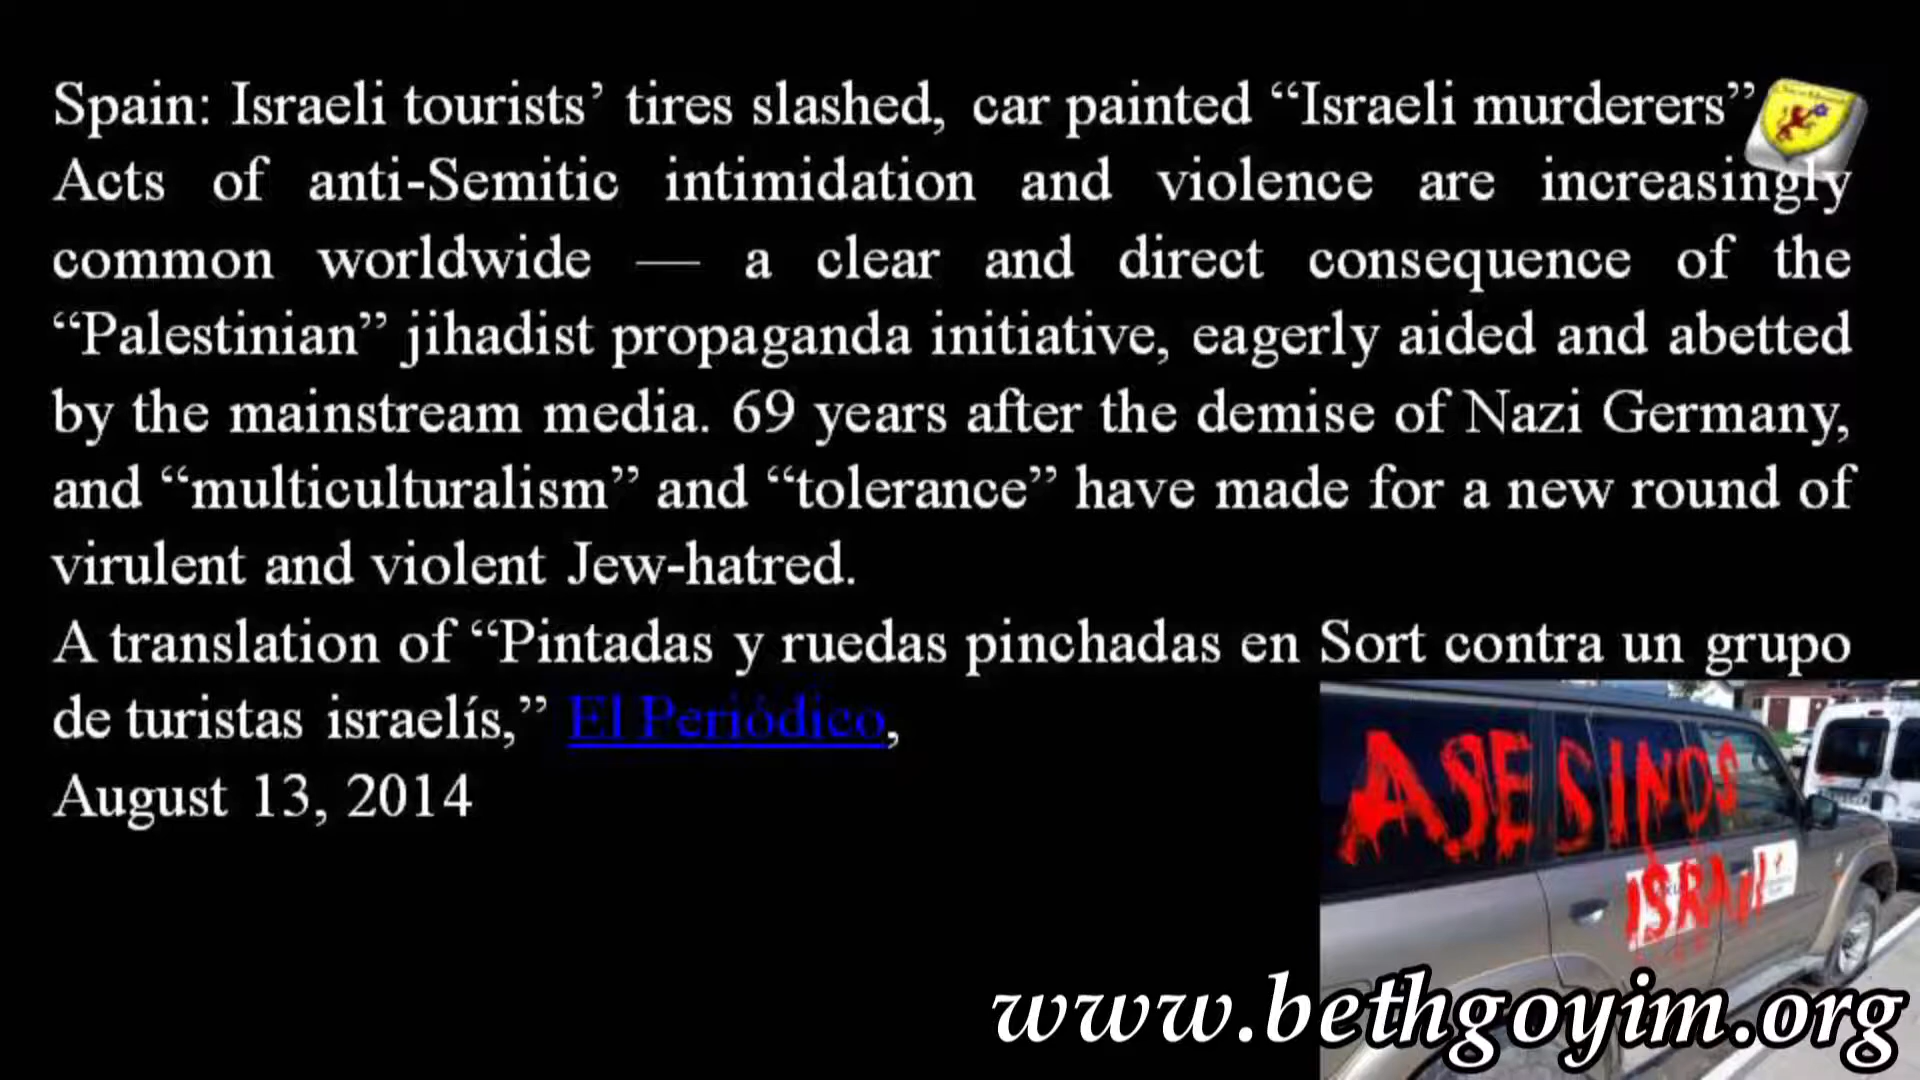 Spain: Israeli tourists’ tires slashed, car painted “Israeli murderers”
Acts of anti-Semitic intimidation and violence are increasingly
common worldwide — a clear and direct consequence of the
“Palestinian” jihadist propaganda initiative, eagerly aided and abetted
by the mainstream media. 69 years after the demise of Nazi Germany,
and “multiculturalism” and “tolerance” have made for a new round of
virulent and violent Jew-hatred.
A translation of “Pintadas y ruedas pinchadas en Sort contra un grupo
de turistas israelís,” El Periódico,
August 13, 2014
ASESINOS
www.bethgoyim.org